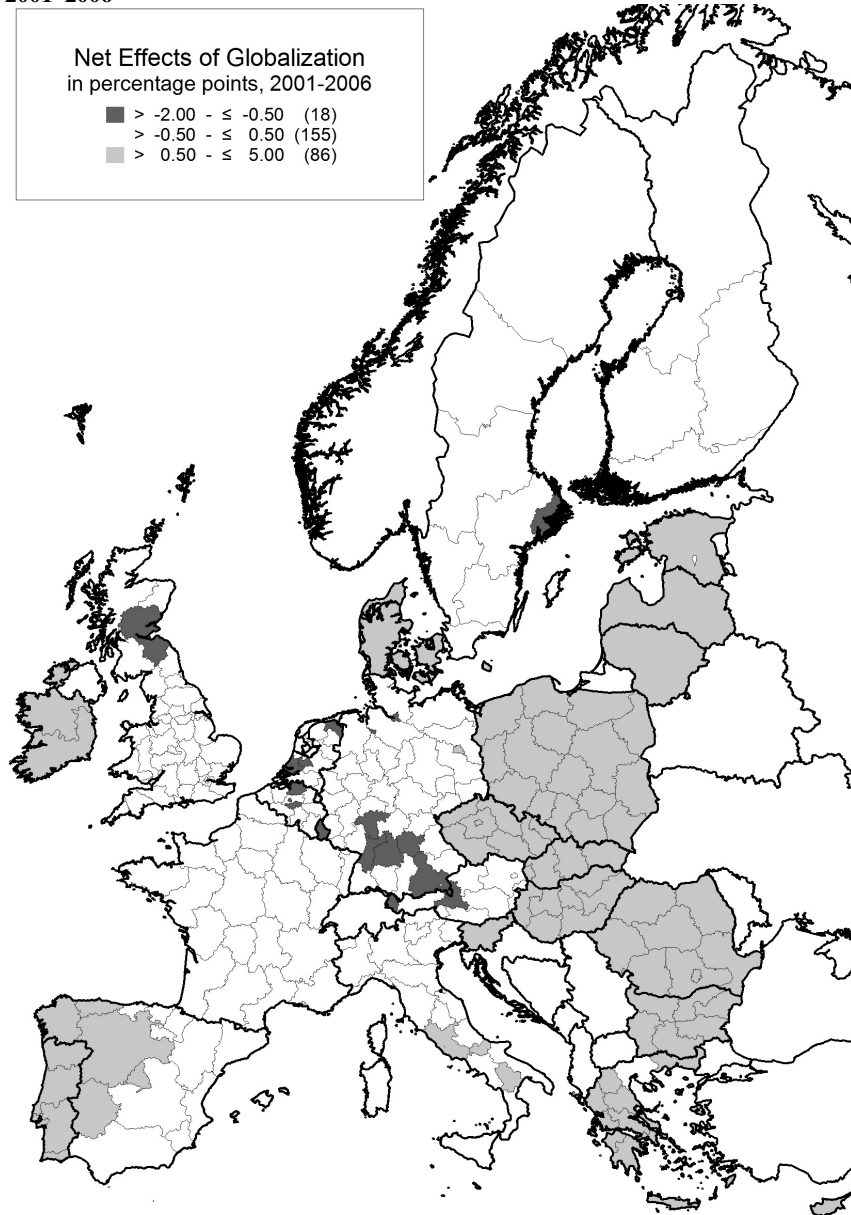 2001–2006
Net Effects of Globalization
in percentage points, 2001-2006
> -2.00 - ≤ -0.50 (18)
> -0.50 - ≤ 0.50 (155)
> 0.50 - ≤ 5.00 (86)